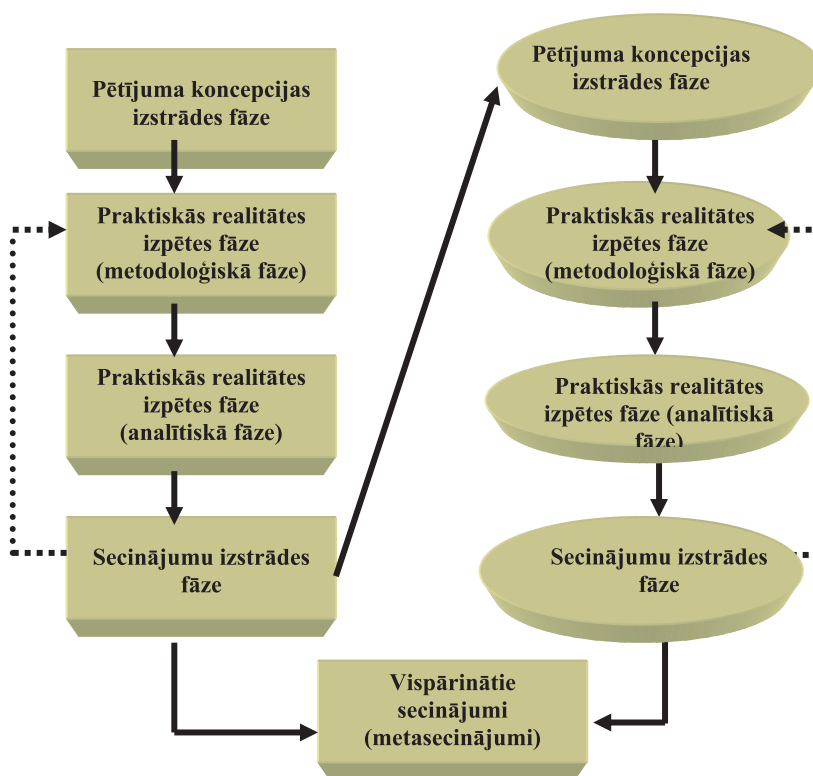 Pētījuma koncepcijas
izstrādes fāze
Praktiskās realitātes
izpētes fāze
(metodoloģiskā fāze)
Praktiskās realitātes
izpētes fāze
(analītiskā fāze)
Secinājumu izstrādes
fāze
Pētījuma koncepcijas
izstrādes fāze
Praktiskās realitātes
izpētes fāze
(metodoloģiskā fāze)
Praktiskās realitātes
izpētes fāze (analītiskā
fāze)
Secinājumu izstrādes
fāze
Vispārinātie
secinājumi
(metasecinājumi)